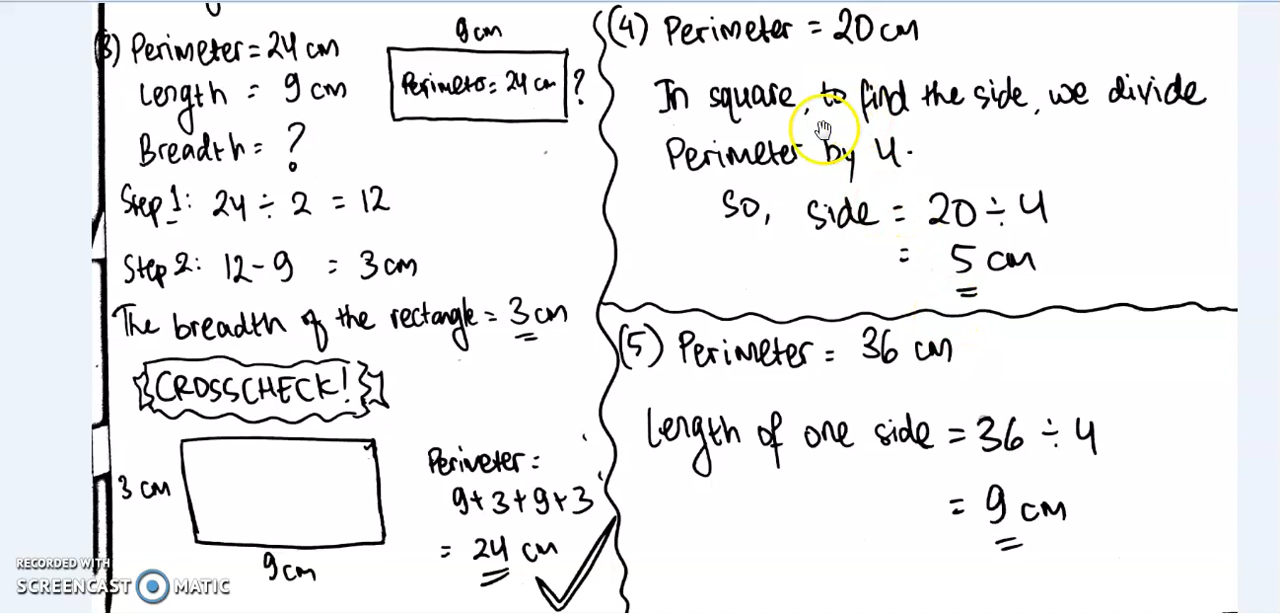 (3) Perimeter = 24 cm
Length = 9 cm
Breadth = ?
9 cm
Perimeter = 24 cm ?
Step 1: 24 ÷ 2 = 12
Step 2: 12 - 9 = 3 cm
The breadth of the rectangle = 3 cm
CROSSCHECK!
3 cm
9 cm
Perimeter =
9 + 3 + 9 + 3
= 24 cm
(4) Perimeter = 20 cm
In square, to find the side, we divide
Perimeter by 4.
So, side = 20 ÷ 4
= 5 cm
(5) Perimeter = 36 cm
Length of one side = 36 ÷ 4
= 9 cm
RECORDED WITH
SCREENCAST MATIC